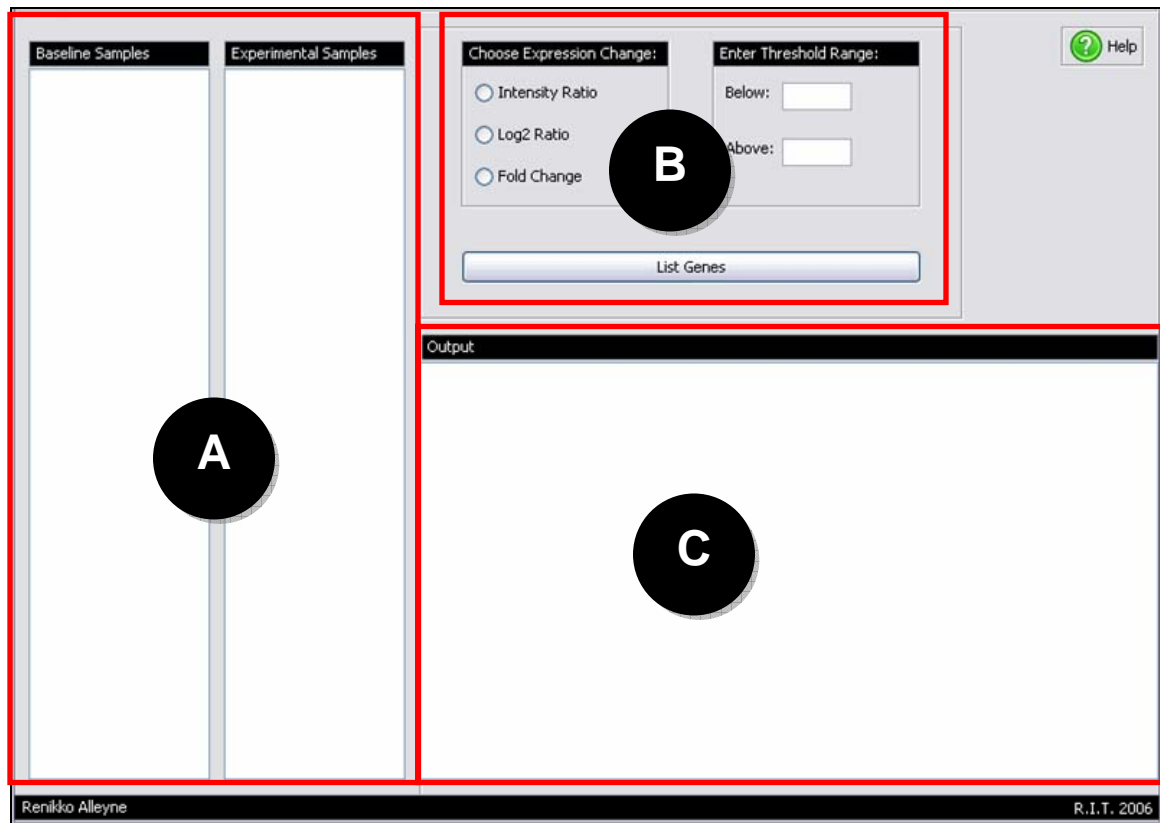 Baseline Samples
Experimental Samples
A
Choose Expression Change:
Intensity Ratio
Log2 Ratio
Fold Change
B
Enter Threshold Range:
Below:
Above:
List Genes
Help
Output
C
Renikko Alleyne
R.I.T. 2006